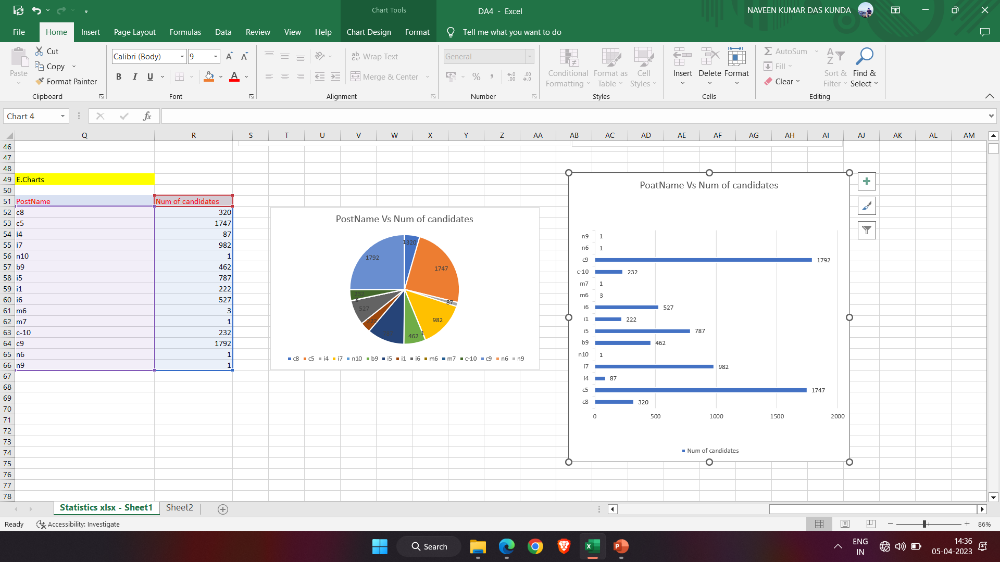 Chart Tools
DA4 - Excel
NAVEEN KUMAR DAS KUNDA
File Home Insert Page Layout Formulas Data Review View Help Chart Design Format Tell me what you want to do
Cut
Copy
Format Painter
Paste
Clipboard
Calibri (Body) 9
B I U
Font
Wrap Text
Merge & Center
Alignment
General
Number
Conditional Formatting
Format as Table
Cell Styles
Styles
Insert
Delete
Format
Cells
AutoSum
Fill
Clear
Sort & Filter
Find & Select
Editing
Chart 4
fx
Q R S T U V W X Y Z AA AB AC AD AE AF AG AH AI AJ AK AL AM
46
47
48
49 E.Charts
50
51 PostName Num of candidates
52 c8 320
53 c5 1747
54 i4 87
55 i7 982
56 n10 1
57 b9 462
58 i5 787
59 i1 222
60 i6 527
61 m6 3
62 m7 1
63 c-10 232
64 c9 1792
65 n6 1
66 n9 1
67
68
69
70
71
72
73
74
75
76
77
78
PostName Vs Num of candidates
1 320
1792
1747
232
3
87
527
982
222
462
1
c8 c5 i4 i7 n10 b9 i5 i1 i6 m6 m7 c-10 c9 n6 n9
PoatName Vs Num of candidates
n9 1
n6 1
c9 1792
c-10 232
m7 1
m6 3
i6 527
i1 222
i5 787
b9 462
n10 1
i7 982
i4 87
c5 1747
c8 320
0 500 1000 1500 2000
Num of candidates
Statistics xlsx - Sheet1 Sheet2
Ready Accessibility: Investigate
86%
Search
ENG
IN
14:36
05-04-2023